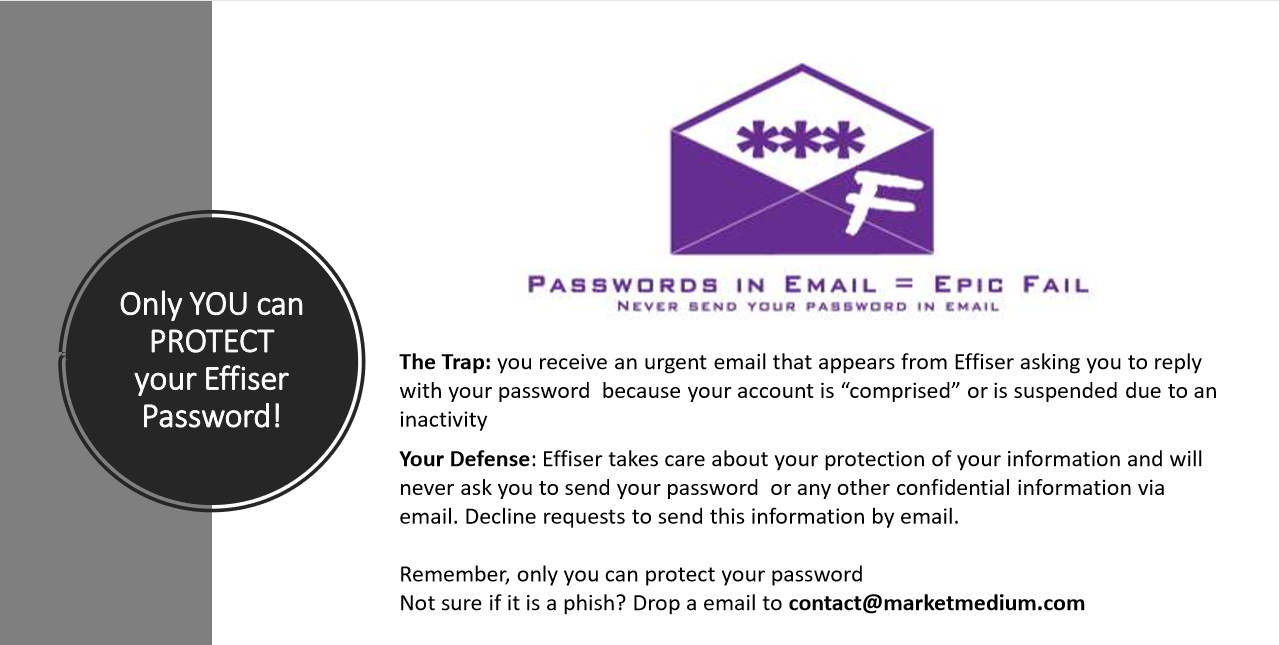 ***
F
PASSWORDS IN EMAIL = EPIC FAIL
NEVER SEND YOUR PASSWORD IN EMAIL
Only YOU can
PROTECT
your Effiser
Password!
The Trap: you receive an urgent email that appears from Effiser asking you to reply
with your password  because your account is “comprised” or is suspended due to an
inactivity
Your Defense: Effiser takes care about your protection of your information and will
never ask you to send your password  or any other confidential information via
email. Decline requests to send this information by email.
Remember, only you can protect your password
Not sure if it is a phish? Drop a email to contact@marketmedium.com